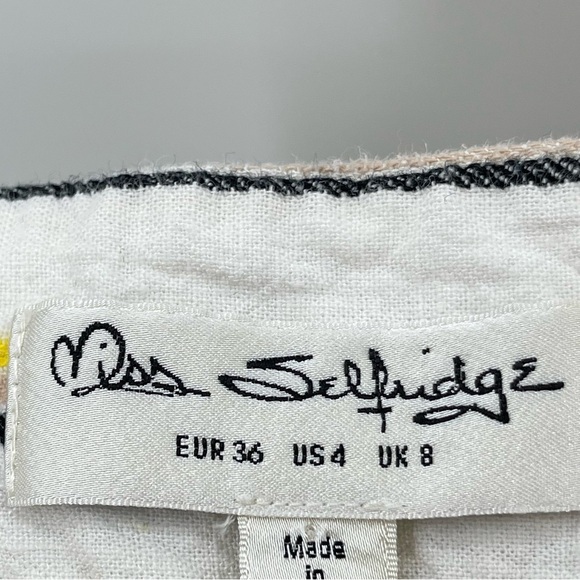 Miss Selfridge
EUR 36 US 4 UK 8
Made
in